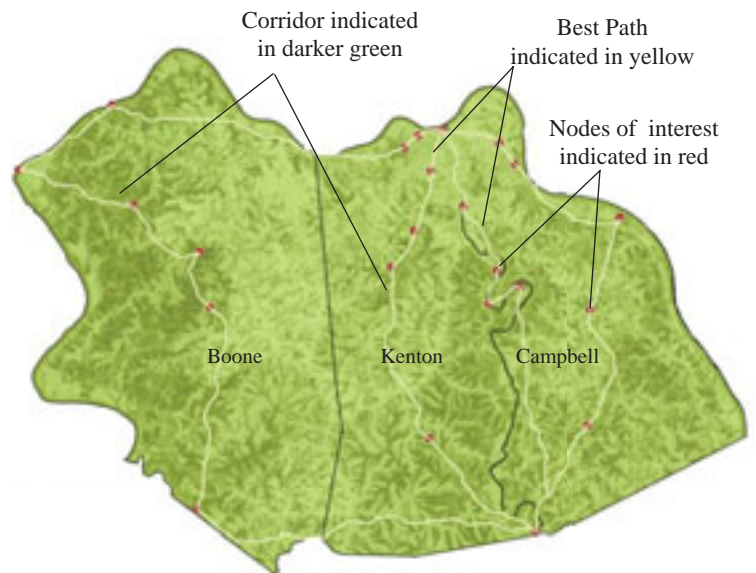 Corridor indicated
in darker green
Best Path
indicated in yellow
Nodes of interest
indicated in red
Boone
Kenton
Campbell